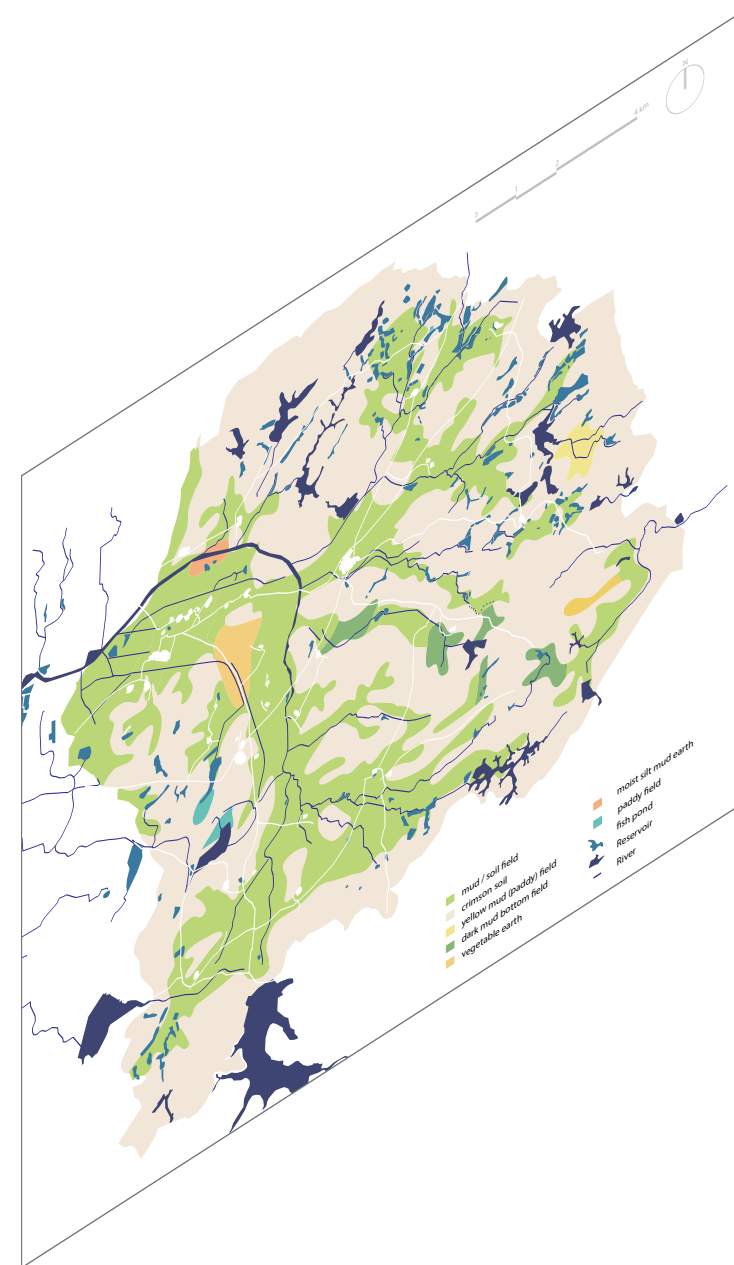 N
2
1
2
4 km
moist silt mud earth
paddy field
fish pond
Reservoir
River
mud / soil field
crimson soil
yellow mud (paddy) field
dark mud bottom field
vegetable earth